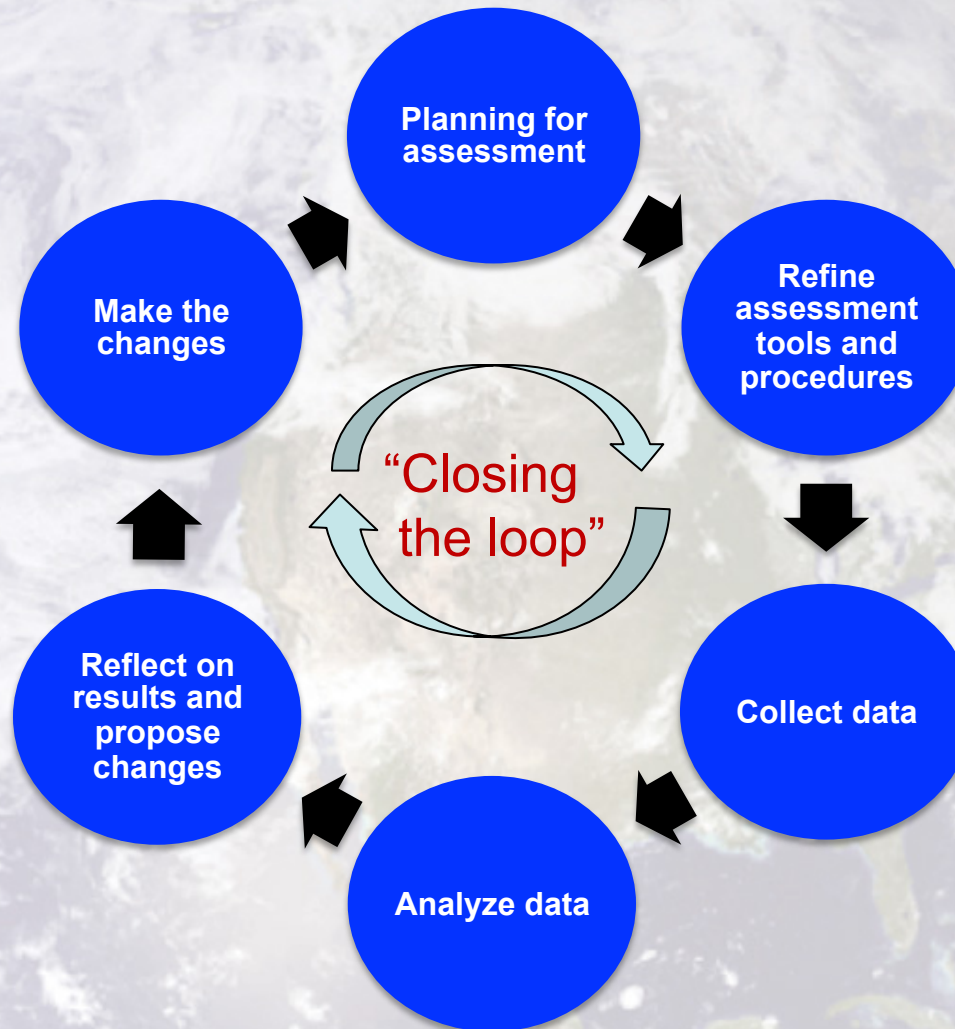 Planning for
assessment
Refine
assessment
tools and
procedures
Collect data
Analyze data
Reflect on
results and
propose
changes
Make the
changes
“Closing
the loop”